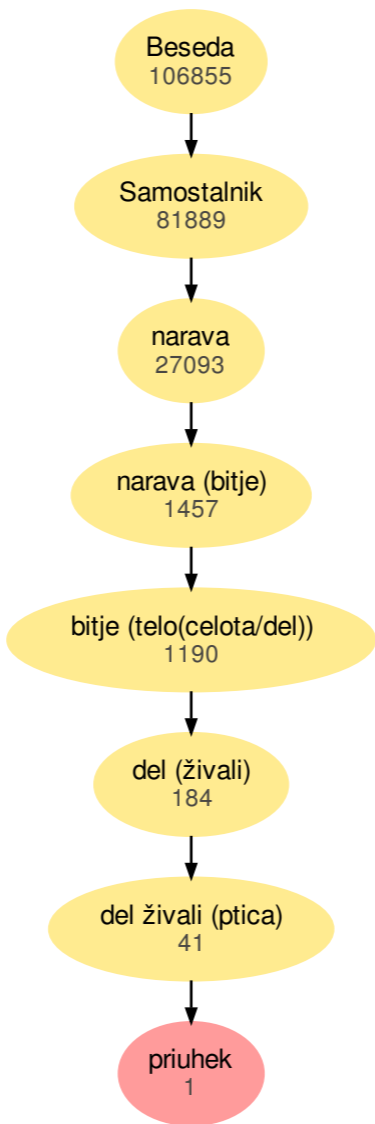 Beseda
106855
Samostalnik
81889
narava
27093
narava (bitje)
1457
bitje (telo(celota/del))
1190
del (živali)
184
del živali (ptica)
41
priuhek
1